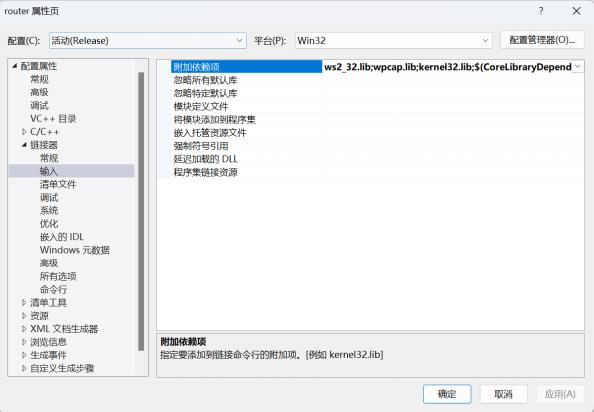 router 属性页
配置(C): 活动(Release) 平台(P): Win32 配置管理器(O)...
配置属性
常规
高级
调试
VC++ 目录
C/C++
链接器
常规
输入
清单文件
调试
系统
优化
嵌入的 IDL
Windows 元数据
高级
所有选项
命令行
清单工具
资源
XML 文档生成器
浏览信息
生成事件
自定义生成步骤
附加依赖项 ws2_32.lib;wpcap.lib;kernel32.lib;$(CoreLibraryDepend
忽略所有默认库
忽略特定默认库
模块定义文件
将模块添加到程序集
嵌入托管资源文件
强制符号引用
延迟加载的 DLL
程序集链接资源
附加依赖项
指定要添加到链接命令行的附加项。[例如 kernel32.lib]
确定 取消 应用(A)